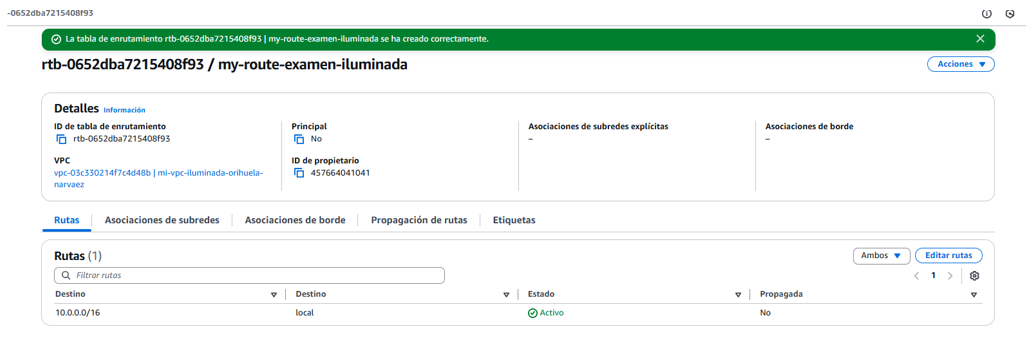 -0652dba7215408f93
La tabla de enrutamiento rtb-0652dba7215408f93 | my-route-examen-iluminada se ha creado correctamente.
rtb-0652dba7215408f93 / my-route-examen-iluminada
Acciones
Detalles Información
ID de tabla de enrutamiento
rtb-0652dba7215408f93
Principal
No
Asociaciones de subredes explícitas
–
Asociaciones de borde
–
VPC
vpc-03c330214f7c4d48b | mi-vpc-iluminada-orihuela-
narvaez
ID de propietario
457664041041
Rutas Asociaciones de subredes Asociaciones de borde Propagación de rutas Etiquetas
Rutas (1)
Ambos Editar rutas
Filtrar rutas
1
Destino Destino Estado Propagada
10.0.0.0/16 local Activo No